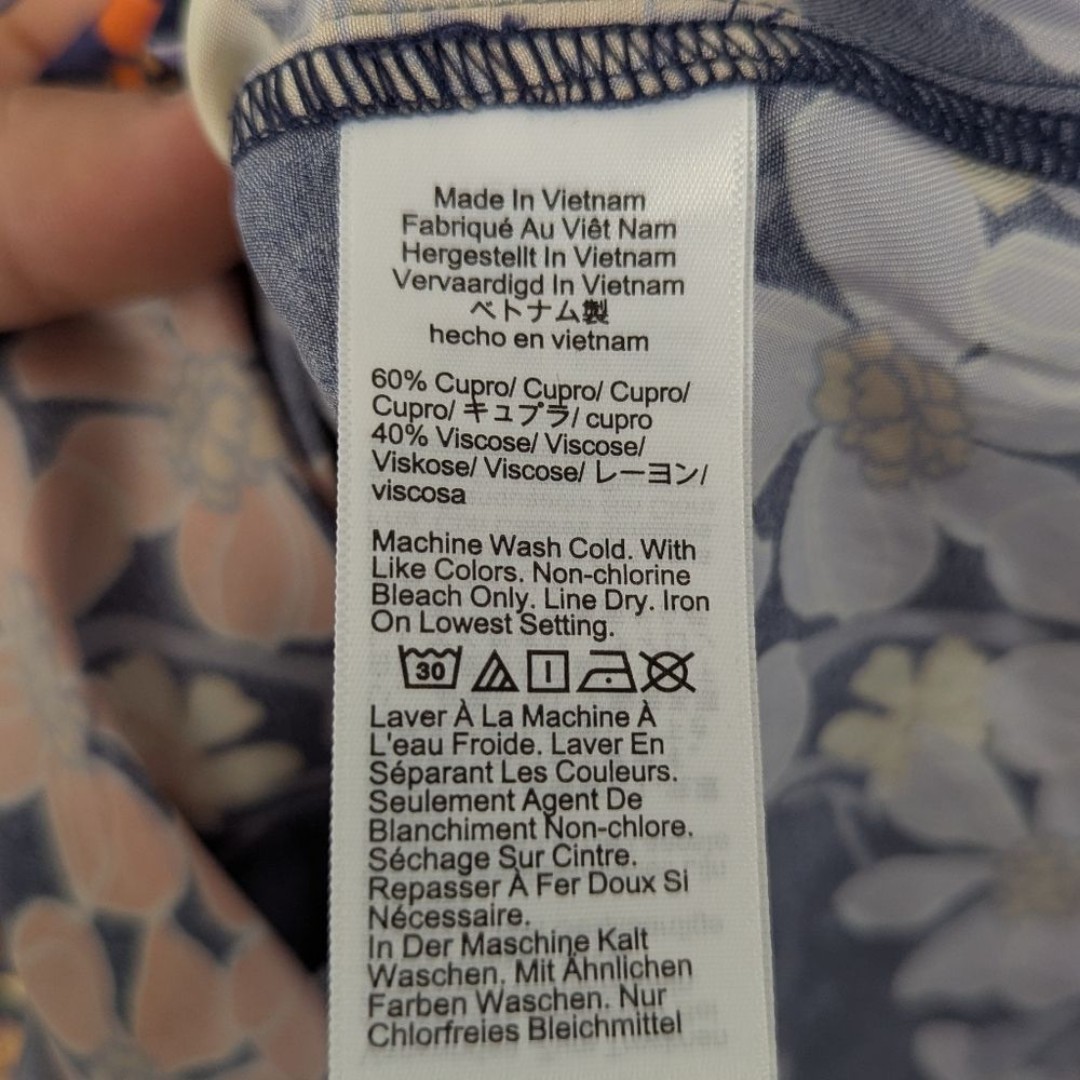 Made In Vietnam
Fabriqué Au Viêt Nam
Hergestellt In Vietnam
Vervaardigd In Vietnam
ベトナム製
hecho en vietnam
60% Cupro/ Cupro/ Cupro/
Cupro/ キュプラ/ cupro
40% Viscose/ Viscose/
Viskose/ Viscose/ レーヨン/
viscosa
Machine Wash Cold. With
Like Colors. Non-chlorine
Bleach Only. Line Dry. Iron
On Lowest Setting.
30
Laver À La Machine À
L'eau Froide. Laver En
Séparant Les Couleurs.
Seulement Agent De
Blanchiment Non-chlore.
Séchage Sur Cintre.
Repasser À Fer Doux Si
Nécessaire.
In Der Maschine Kalt
Waschen. Mit Ähnlichen
Farben Waschen. Nur
Chlorfreies Bleichmittel